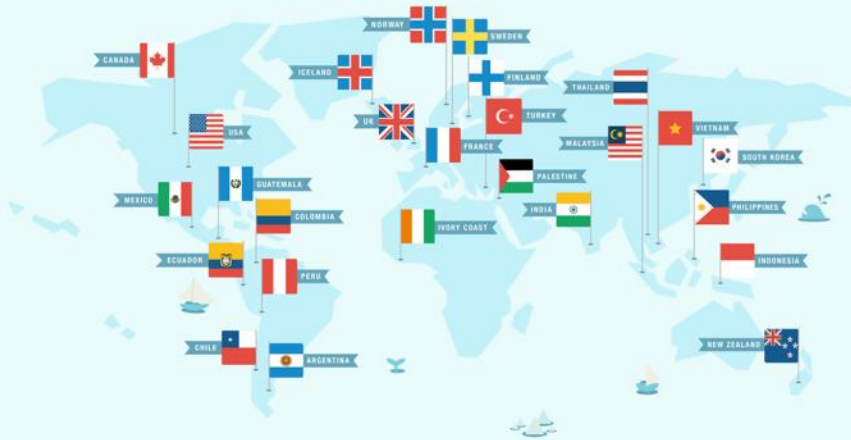 NORWAY
SWEDEN
CANADA
ICELAND
FINLAND
THAILAND
UK
TURKEY
USA
VIETNAM
MALAYSIA
FRANCE
SOUTH KOREA
PALESTINE
GUATEMALA
MEXICO
PHILIPPINES
INDIA
COLOMBIA
IVORY COAST
ECUADOR
INDONESIA
PERU
NEW ZEALAND
CHILE
ARGENTINA